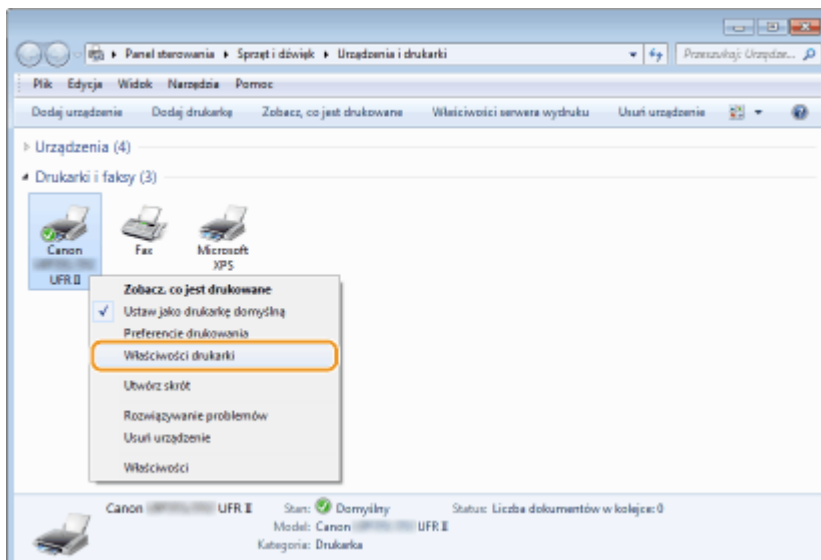 Panel sterowania ▸ Sprzęt i dźwięk ▸ Urządzenia i drukarki Przeszukaj: Urządze...
Plik Edycja Widok Narzędzia Pomoc
Dodaj urządzenie Dodaj drukarkę Zobacz, co jest drukowane Właściwości serwera wydruku Usuń urządzenie
Urządzenia (4)
Drukarki i faksy (3)
Canon Fax Microsoft
UFR II XPS
Zobacz, co jest drukowane
Ustaw jako drukarkę domyślną
Preferencje drukowania
Właściwości drukarki
Utwórz skrót
Rozwiązywanie problemów
Usuń urządzenie
Właściwości
Canon UFR II Stan: Domyślny Status: Liczba dokumentów w kolejce: 0
Model: Canon UFR II
Kategoria: Drukarka